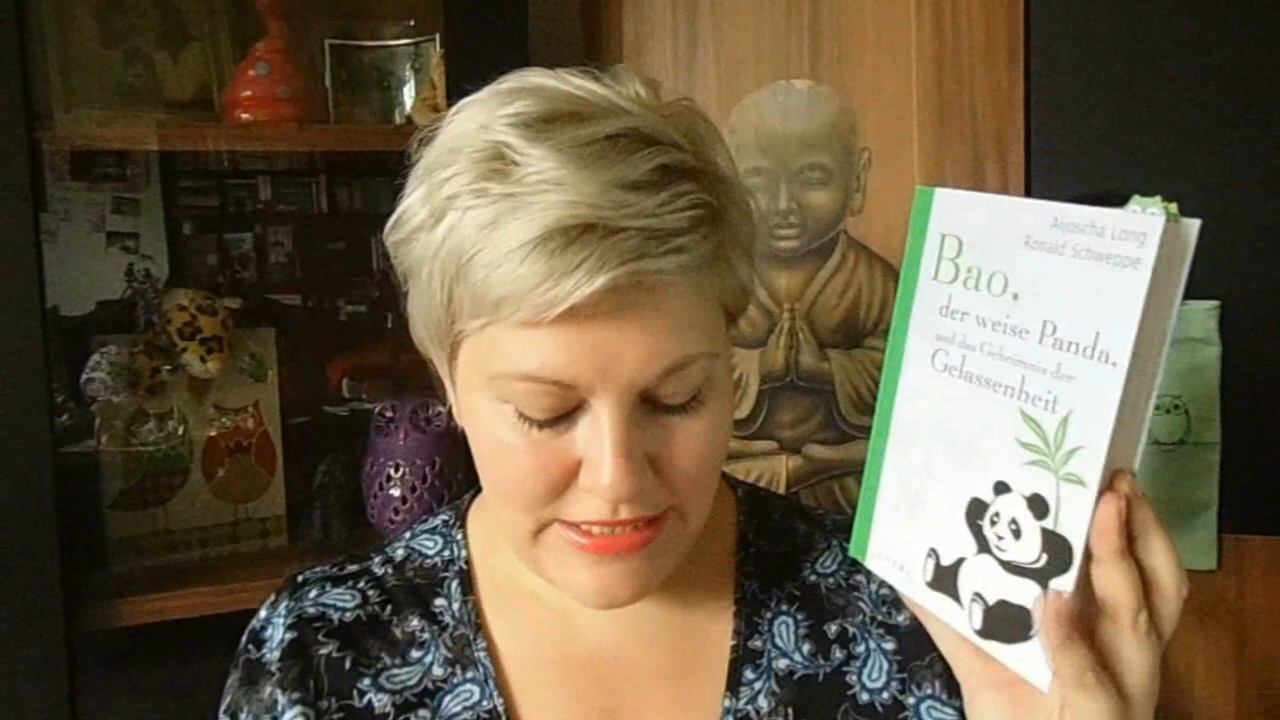 Aljoscha Long
Ronald Schweppe
Bao,
der weise Panda,
und das Geheimnis der
Gelassenheit